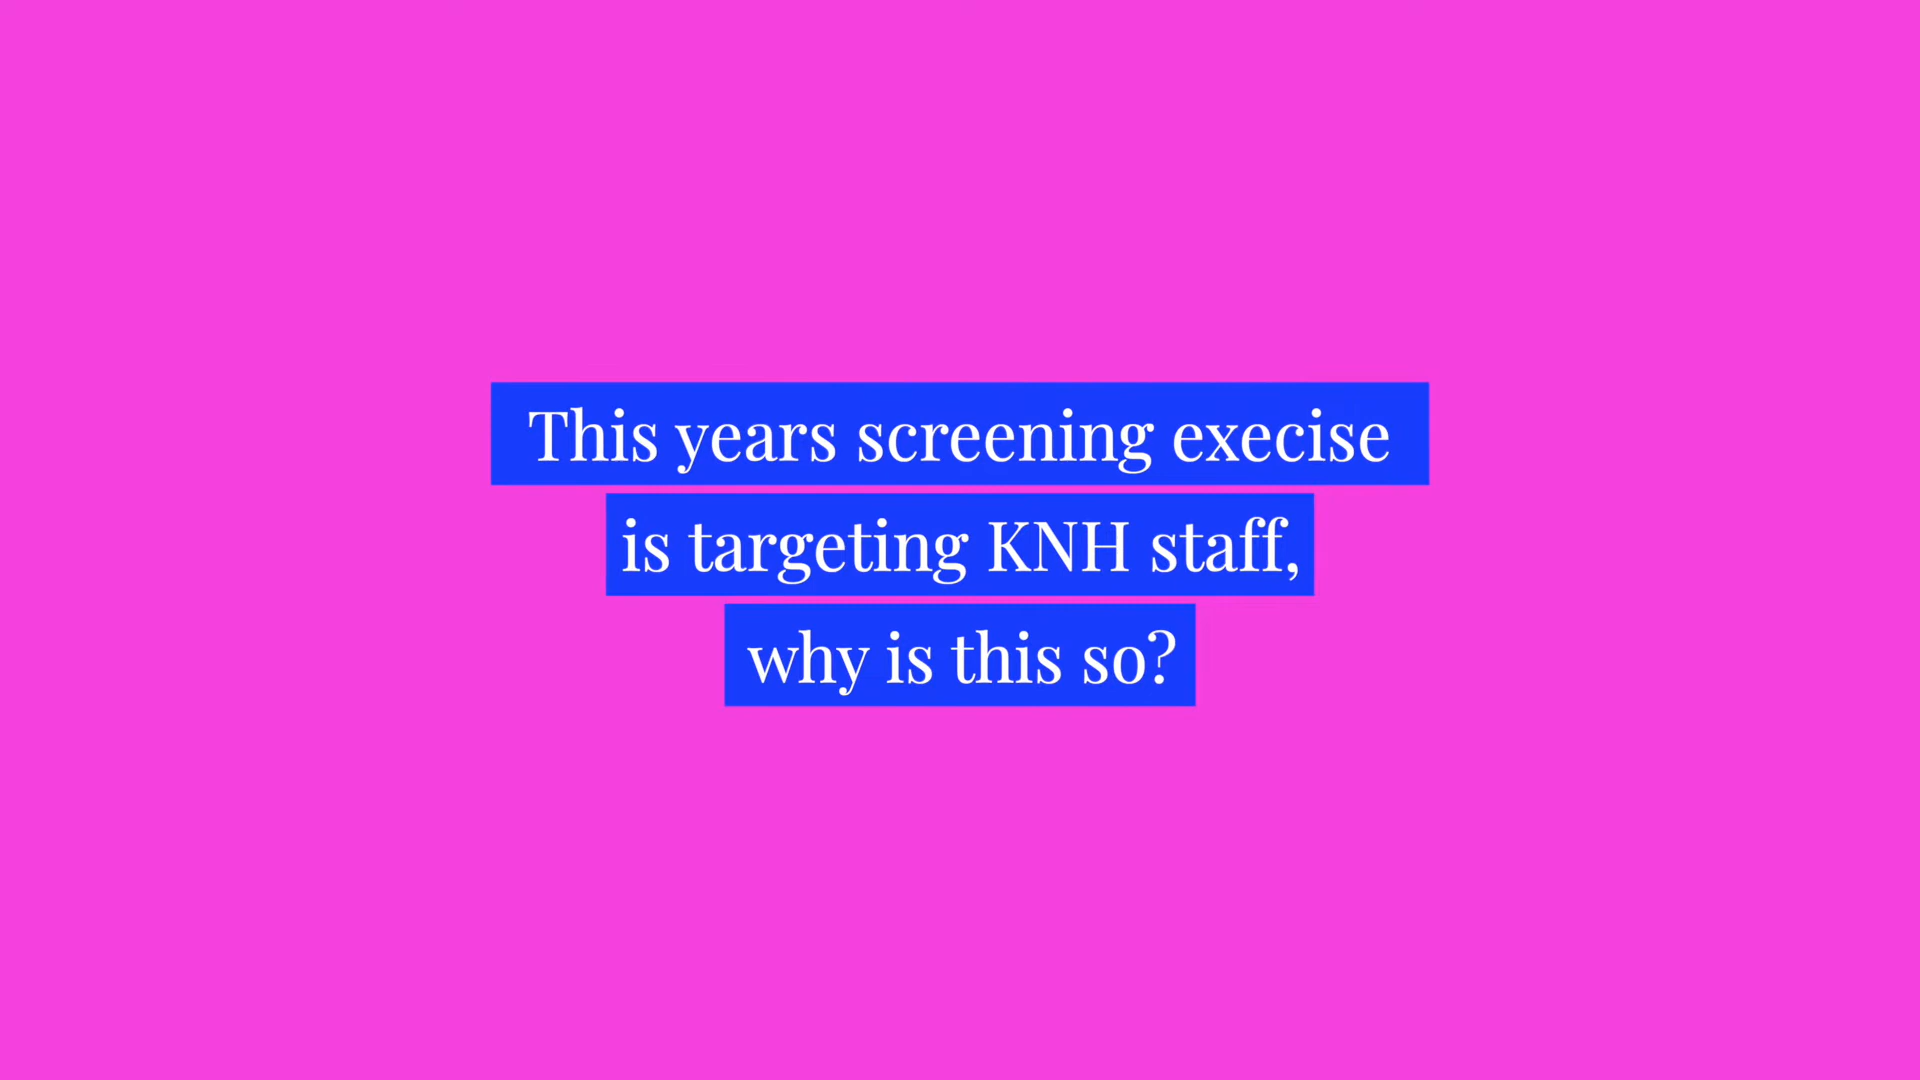 This years screening execise
is targeting KNH staff,
why is this so?